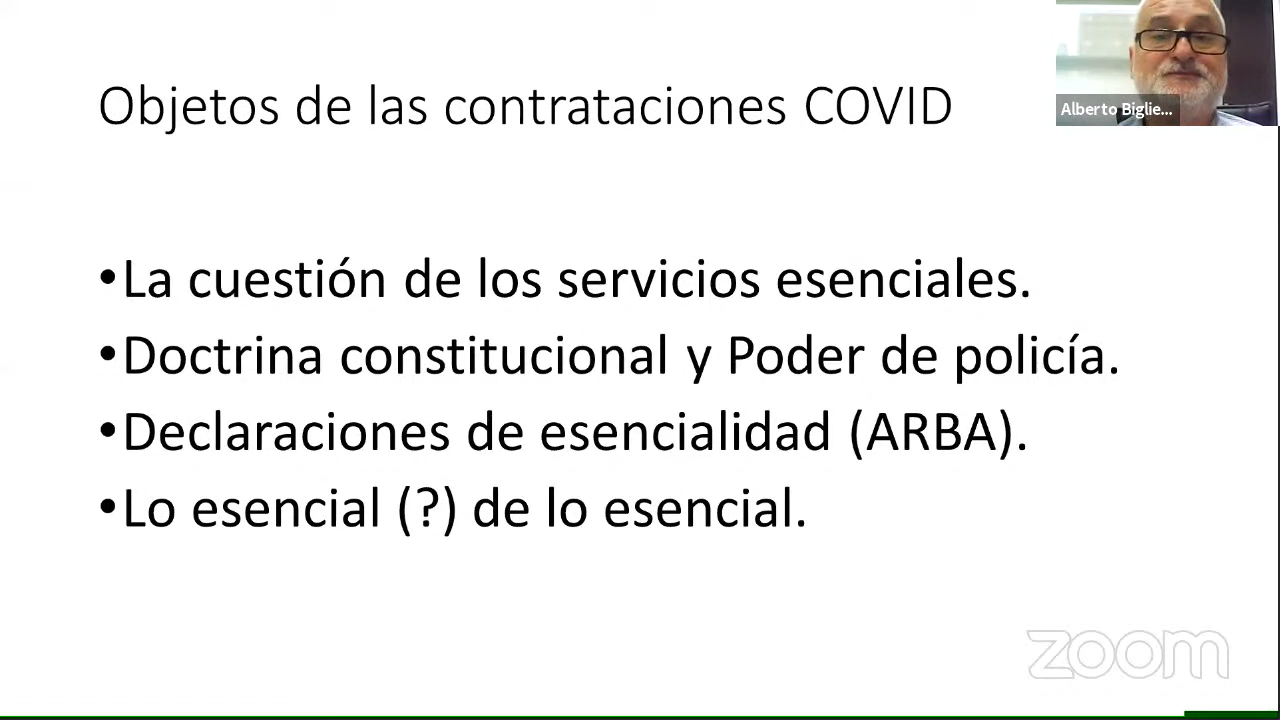 Objetos de las contrataciones COVID
Alberto Biglie...
•La cuestión de los servicios esenciales.
•Doctrina constitucional y Poder de policía.
•Declaraciones de esencialidad (ARBA).
•Lo esencial (?) de lo esencial.
zoom